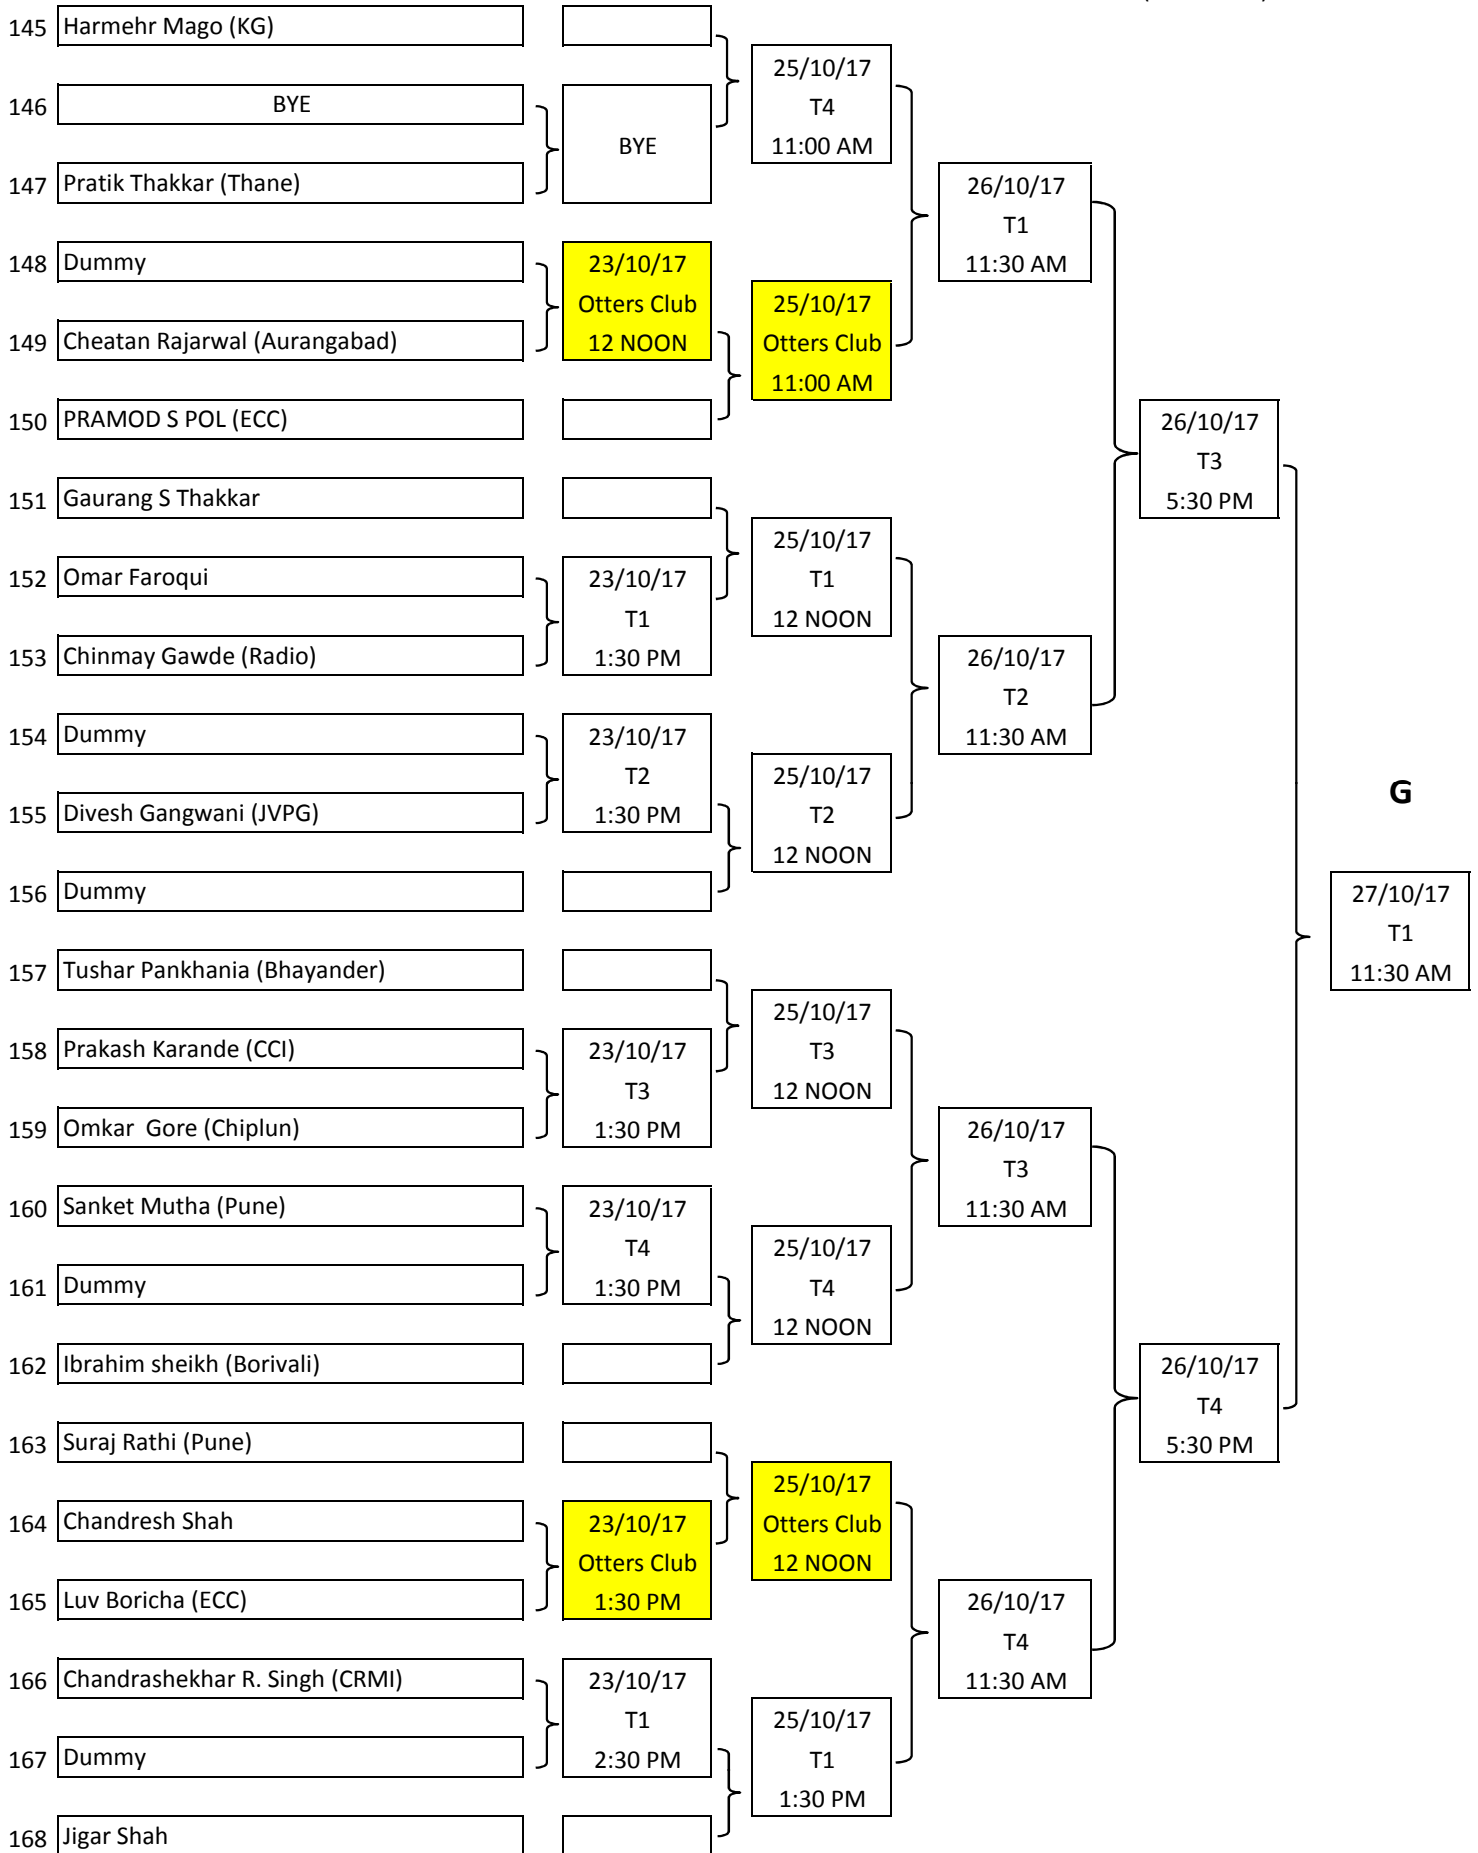 145 Harmehr Mago (KG)
25/10/17
146 BYE
T4
BYE
11:00 AM
147 Pratik Thakkar (Thane)
26/10/17
T1
148 Dummy
23/10/17
11:30 AM
Otters Club
25/10/17
149 Cheatan Rajarwal (Aurangabad)
12 NOON
Otters Club
11:00 AM
150 PRAMOD S POL (ECC)
26/10/17
T3
151 Gaurang S Thakkar
5:30 PM
25/10/17
152 Omar Faroqui
23/10/17
T1
T1
12 NOON
153 Chinmay Gawde (Radio)
1:30 PM
26/10/17
T2
154 Dummy
23/10/17
11:30 AM
T2
25/10/17
G
155 Divesh Gangwani (JVPG)
1:30 PM
T2
12 NOON
156 Dummy
27/10/17
T1
157 Tushar Pankhania (Bhayander)
11:30 AM
25/10/17
158 Prakash Karande (CCI)
23/10/17
T3
T3
12 NOON
159 Omkar  Gore (Chiplun)
1:30 PM
26/10/17
T3
160 Sanket Mutha (Pune)
23/10/17
11:30 AM
T4
25/10/17
161 Dummy
1:30 PM
T4
12 NOON
162 Ibrahim sheikh (Borivali)
26/10/17
T4
163 Suraj Rathi (Pune)
5:30 PM
25/10/17
164 Chandresh Shah
23/10/17
Otters Club
Otters Club
12 NOON
165 Luv Boricha (ECC)
1:30 PM
26/10/17
T4
166 Chandrashekhar R. Singh (CRMI)
23/10/17
11:30 AM
T1
25/10/17
167 Dummy
2:30 PM
T1
1:30 PM
168 Jigar Shah